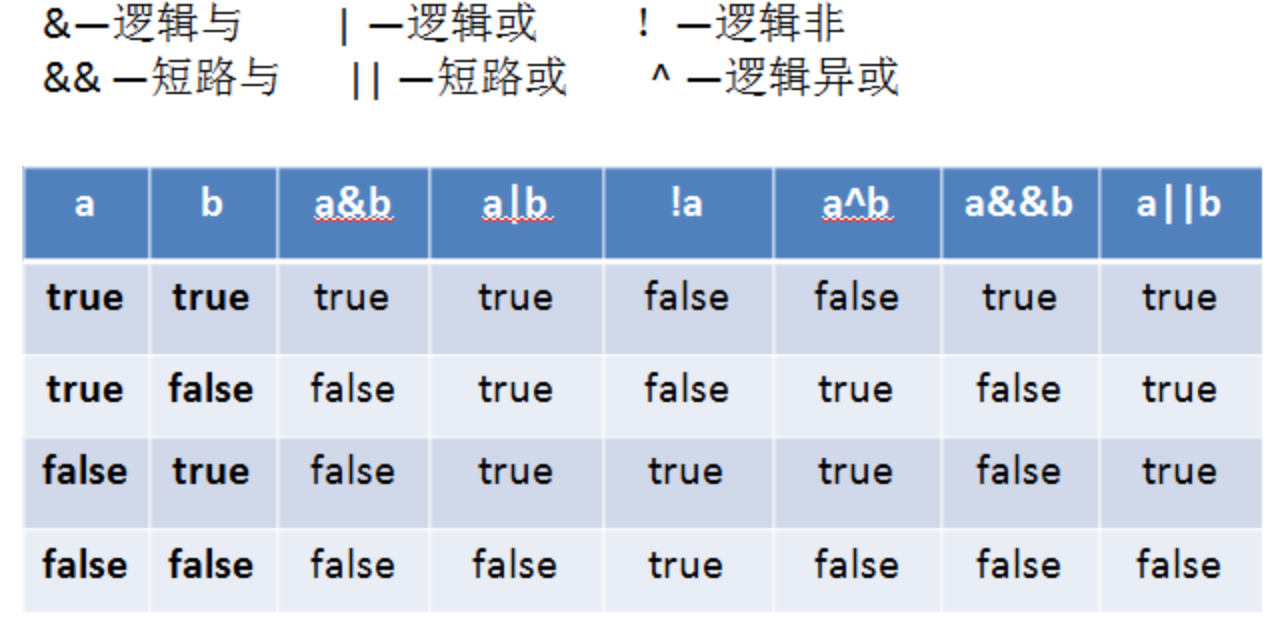 &—逻辑与 | —逻辑或 ! —逻辑非
&& —短路与 || —短路或 ^ —逻辑异或
a b a&b a|b !a a^b a&&b a||b
true true true true false false true true
true false false true false true false true
false true false true true true false true
false false false false true false false false